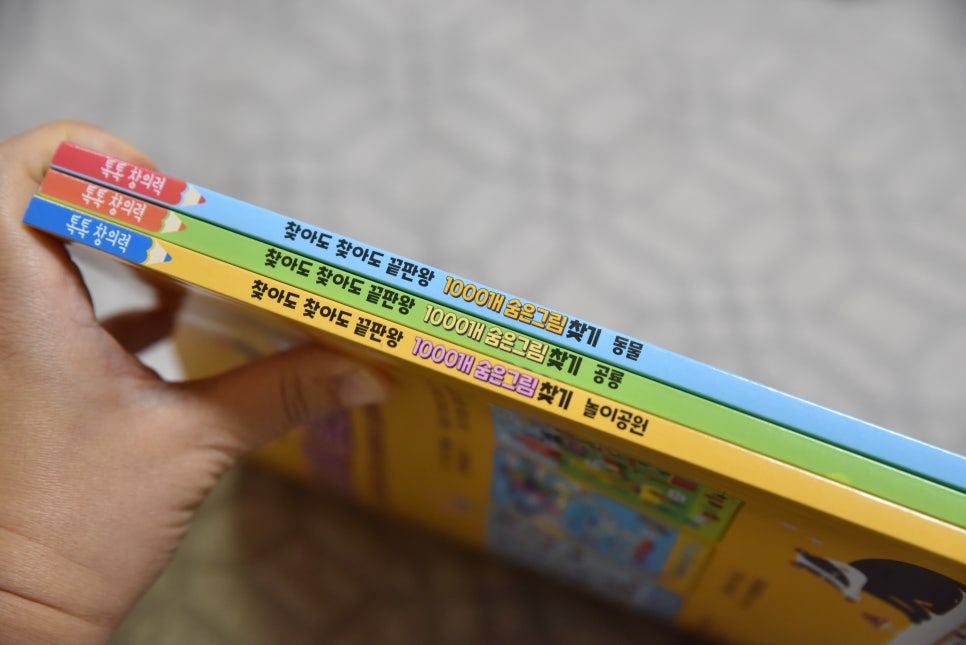 톡톡 창의력 찾아도 찾아도 끝판왕 1000개 숨은그림 찾기 동물
톡톡 창의력 찾아도 찾아도 끝판왕 1000개 숨은그림 찾기 공룡
톡톡 창의력 찾아도 찾아도 끝판왕 1000개 숨은그림 찾기 놀이공원